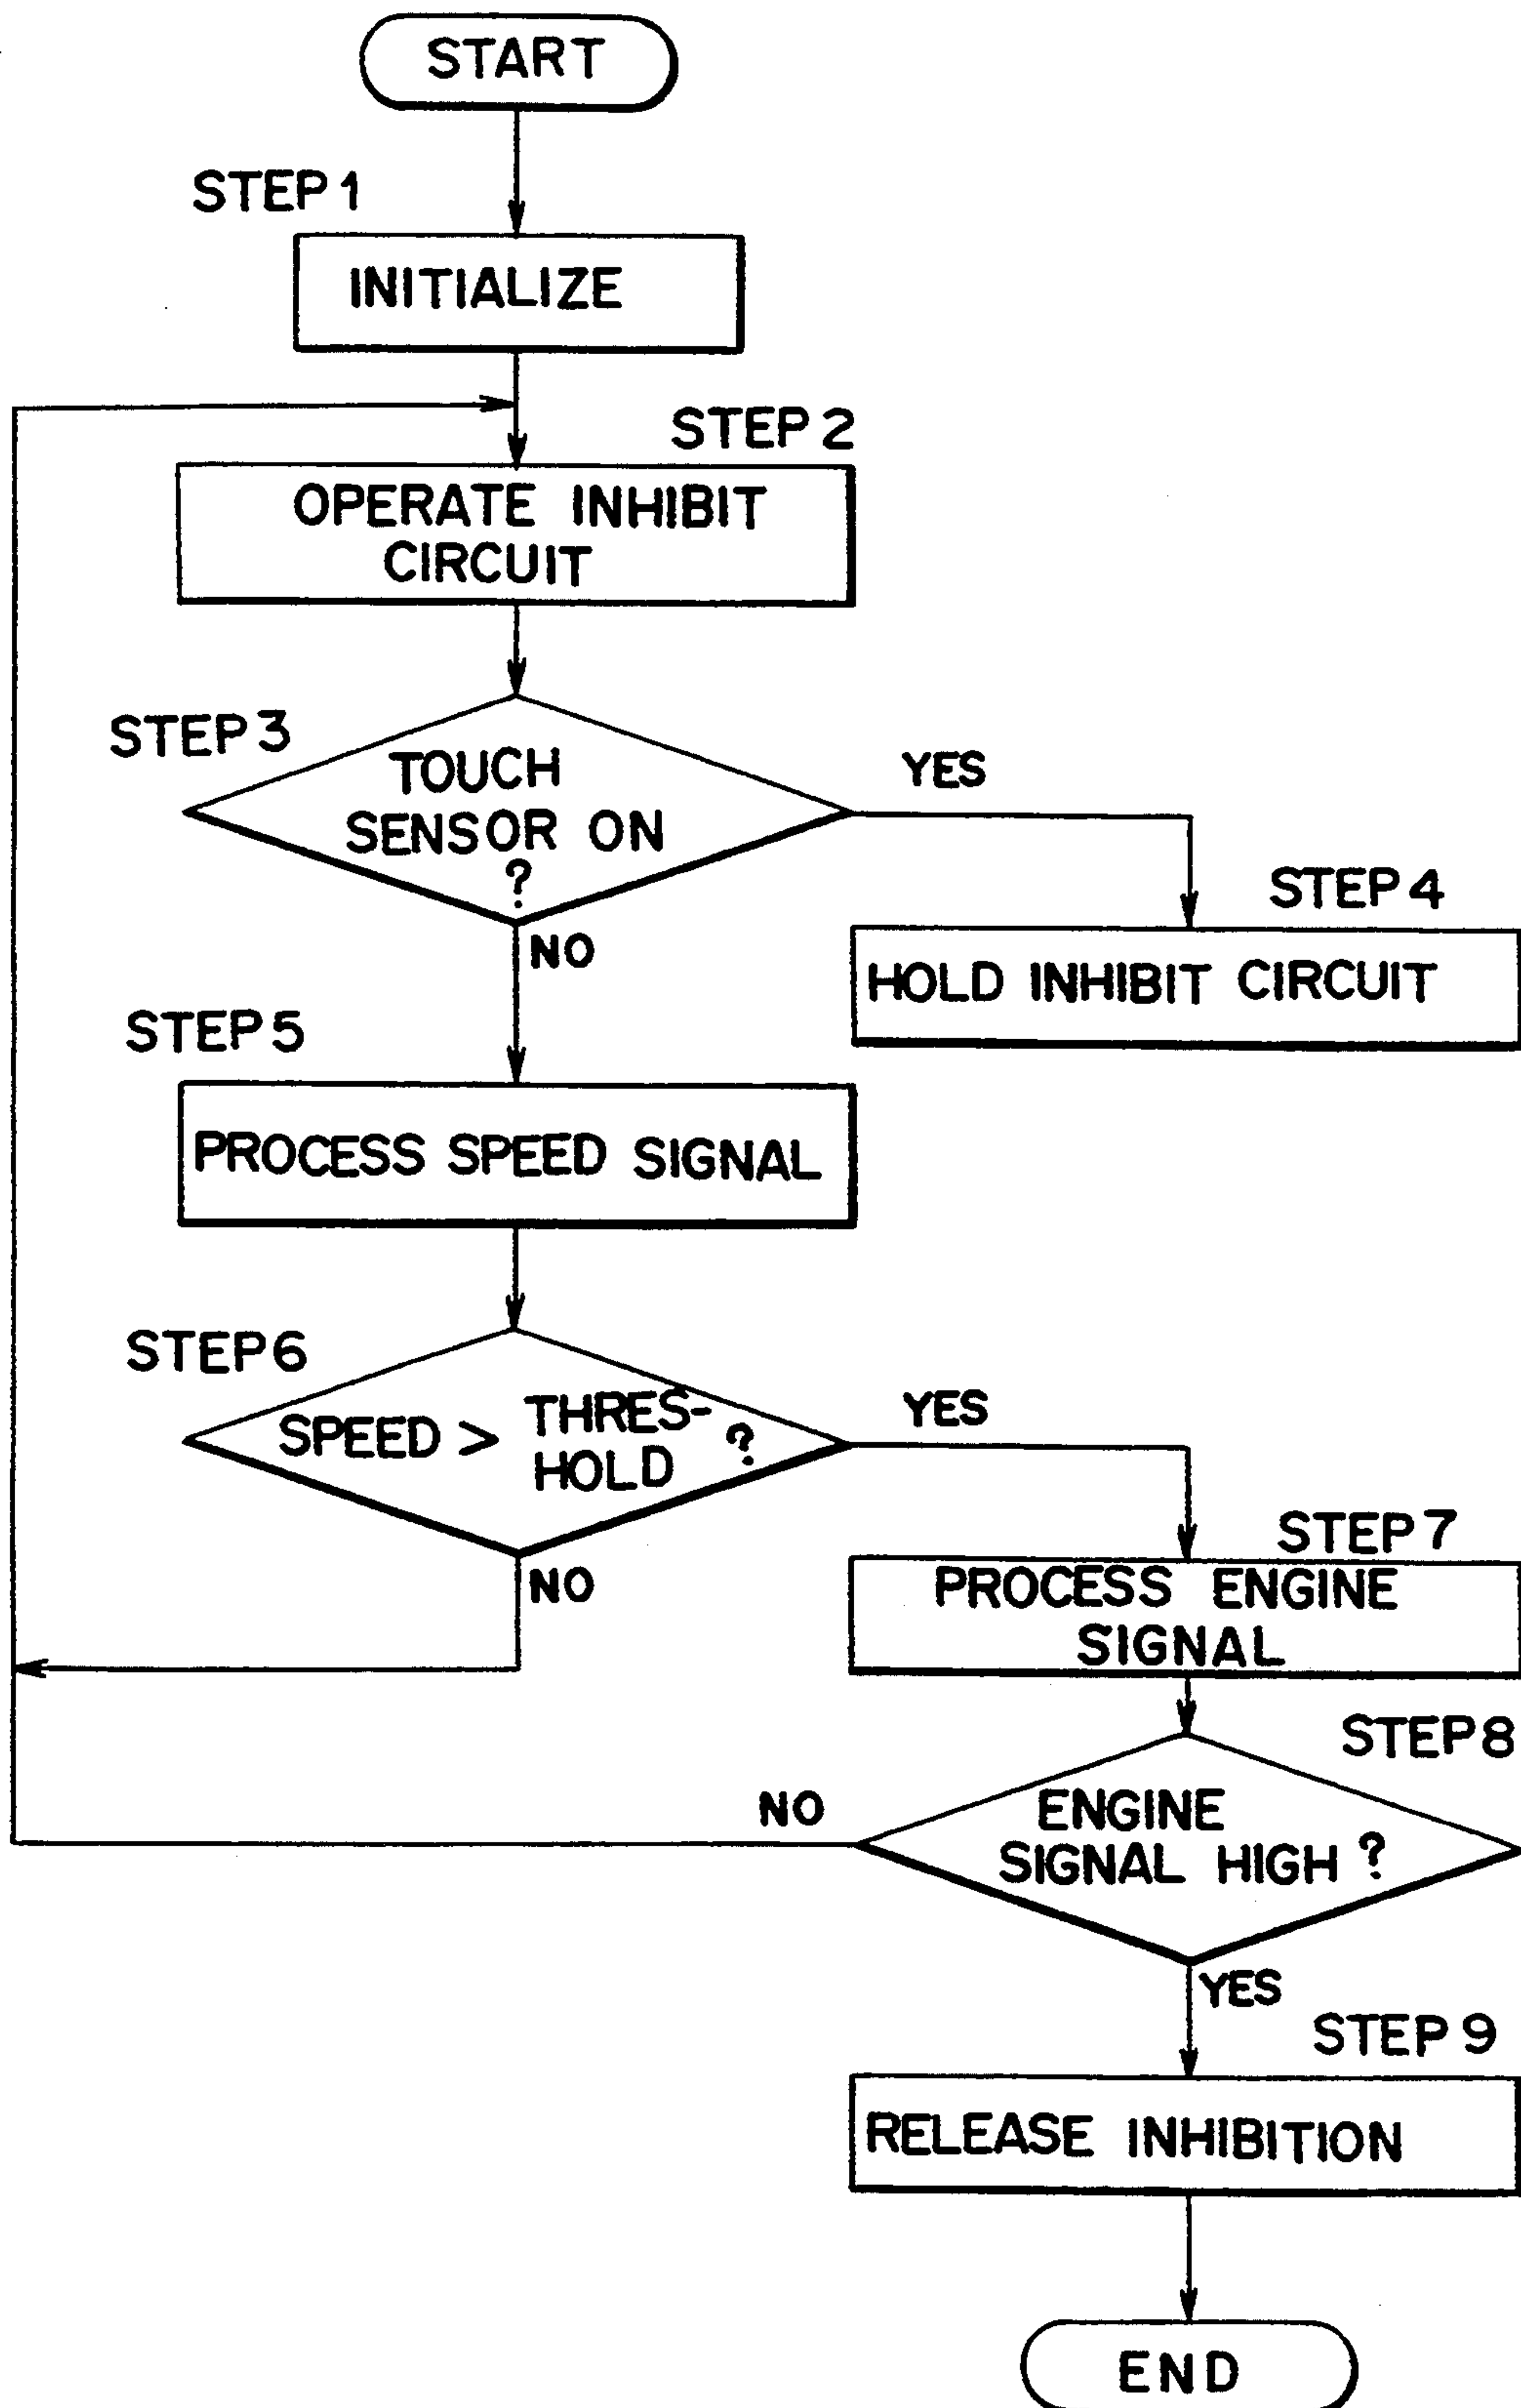 START
STEP 1
INITIALIZE
STEP 2
OPERATE INHIBIT
CIRCUIT
STEP 3
TOUCH
SENSOR ON
?
YES
NO
STEP 4
HOLD INHIBIT CIRCUIT
STEP 5
PROCESS SPEED SIGNAL
STEP 6
SPEED > THRES-
HOLD ?
YES
NO
STEP 7
PROCESS ENGINE
SIGNAL
STEP 8
ENGINE
SIGNAL HIGH ?
NO
YES
STEP 9
RELEASE INHIBITION
END